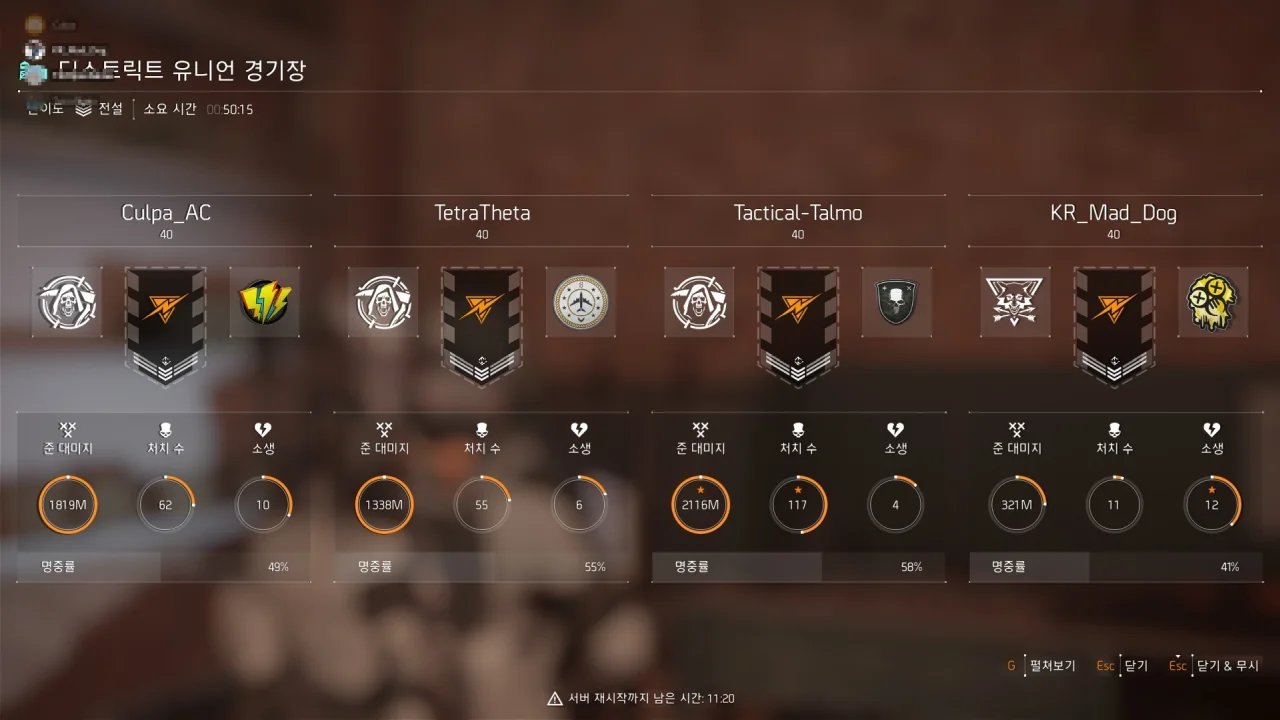 디스트릭트 유니언 경기장
난이도 전설 소요 시간 00:50:15
Culpa_AC
40
TetraTheta
40
Tactical-Talmo
40
KR_Mad_Dog
40
준 대미지 처치 수 소생
1819M 62 10
명중률 49%
준 대미지 처치 수 소생
1338M 55 6
명중률 55%
준 대미지 처치 수 소생
2116M 117 4
명중률 58%
준 대미지 처치 수 소생
321M 11 12
명중률 41%
G 펼쳐보기 Esc 닫기 Esc 닫기 & 무시
서버 재시작까지 남은 시간: 11:20